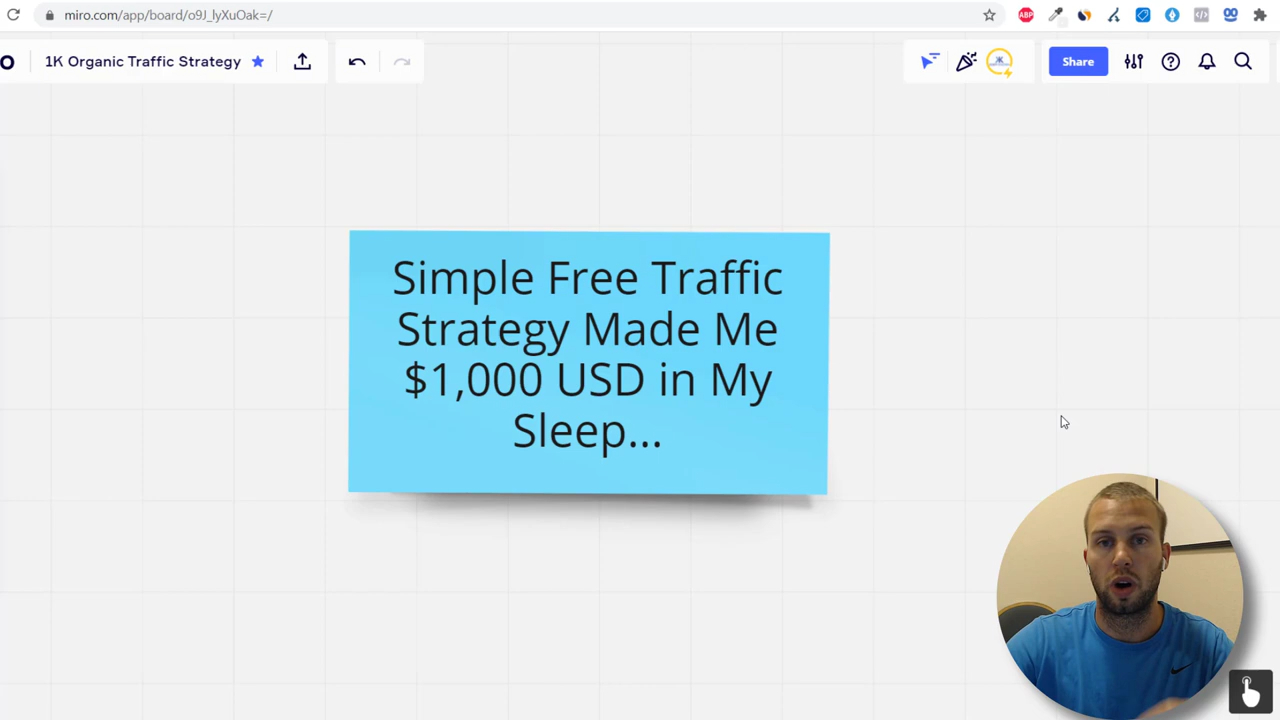 miro.com/app/board/o9J_lyXuOak=/
ABP
o
1K Organic Traffic Strategy
Share
Simple Free Traffic
Strategy Made Me
$1,000 USD in My
Sleep...